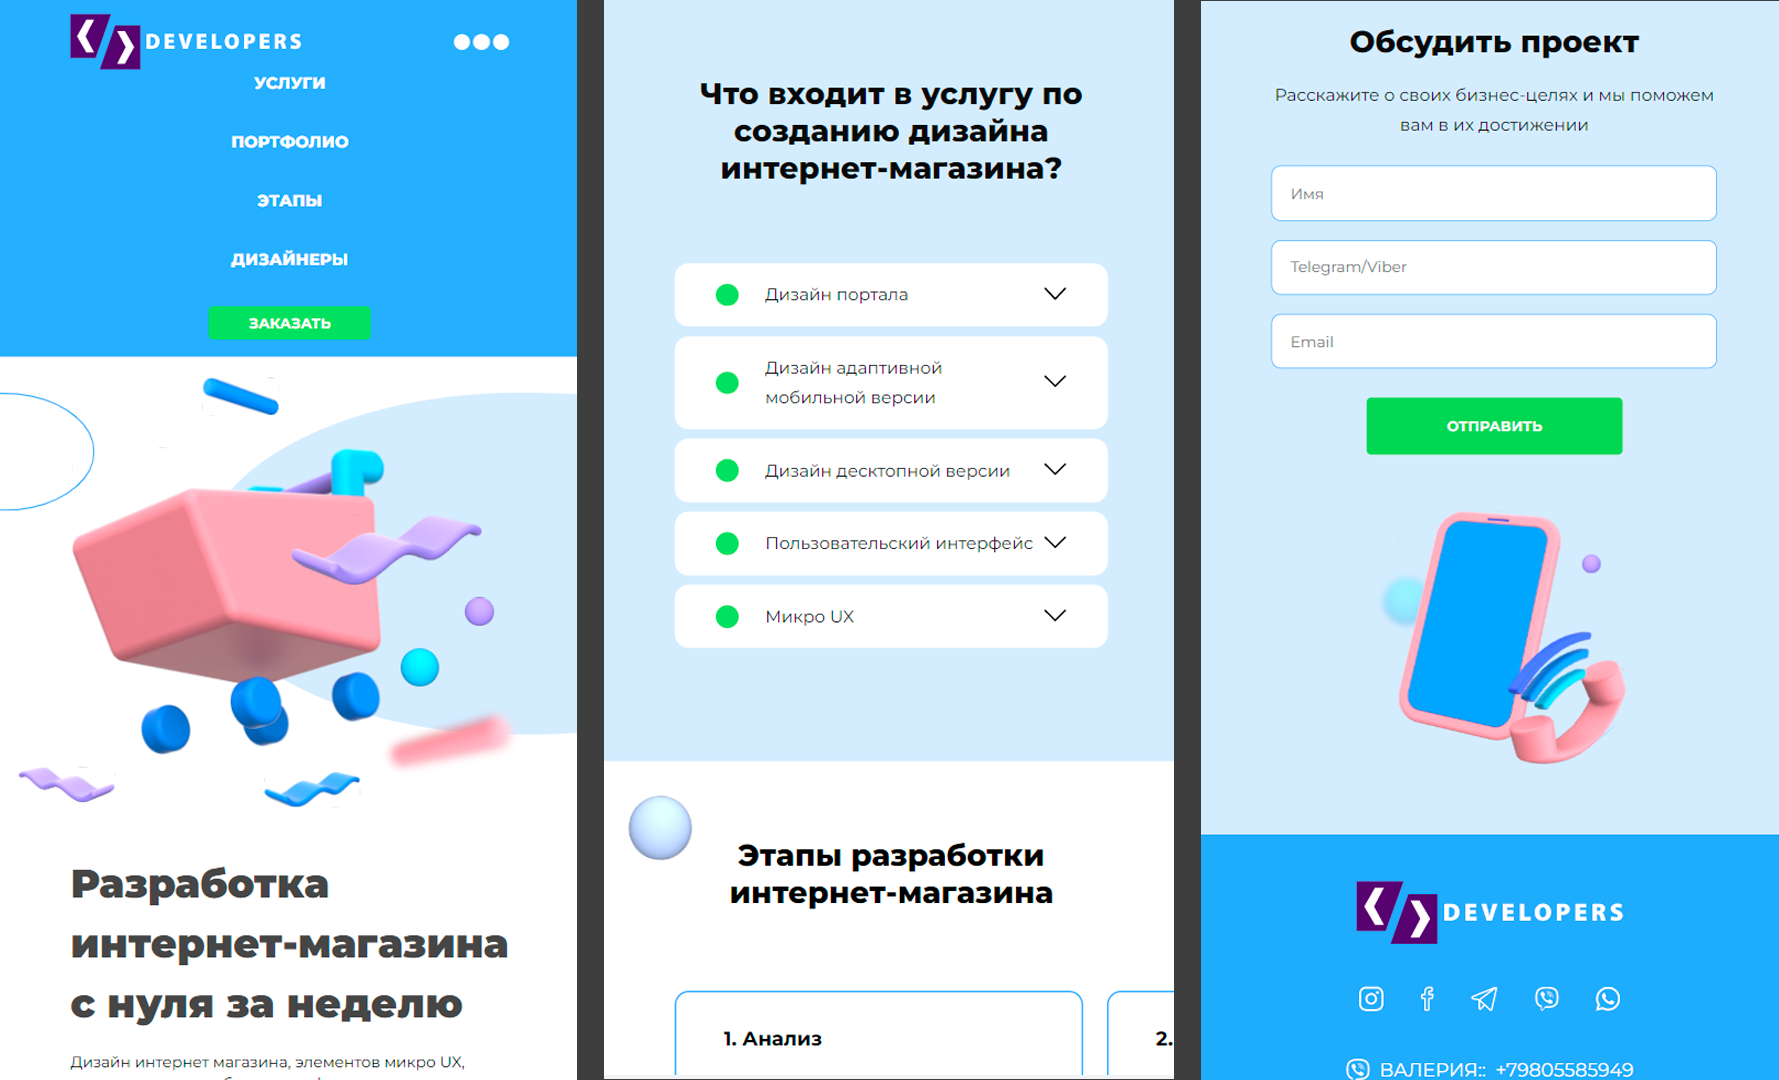 DEVELOPERS
УСЛУГИ
ПОРТФОЛИО
ЭТАПЫ
ДИЗАЙНЕРЫ
ЗАКАЗАТЬ
Разработка
интернет-магазина
с нуля за неделю
Дизайн интернет магазина, элементов микро UX,
Что входит в услугу по
созданию дизайна
интернет-магазина?
Дизайн портала
Дизайн адаптивной
мобильной версии
Дизайн десктопной версии
Пользовательский интерфейс
Микро UX
Этапы разработки
интернет-магазина
1. Анализ
2.
Обсудить проект
Расскажите о своих бизнес-целях и мы поможем
вам в их достижении
Имя
Telegram/Viber
Email
ОТПРАВИТЬ
DEVELOPERS
ВАЛЕРИЯ:: +79805585949